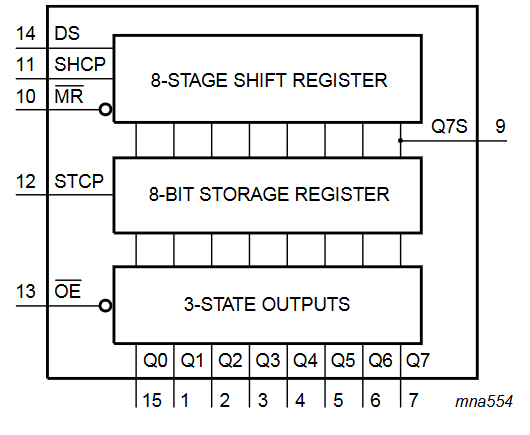 14 DS
11 SHCP
8-STAGE SHIFT REGISTER
10 MR
Q7S 9
12 STCP
8-BIT STORAGE REGISTER
13 OE
3-STATE OUTPUTS
Q0 Q1 Q2 Q3 Q4 Q5 Q6 Q7
15 1 2 3 4 5 6 7
mna554